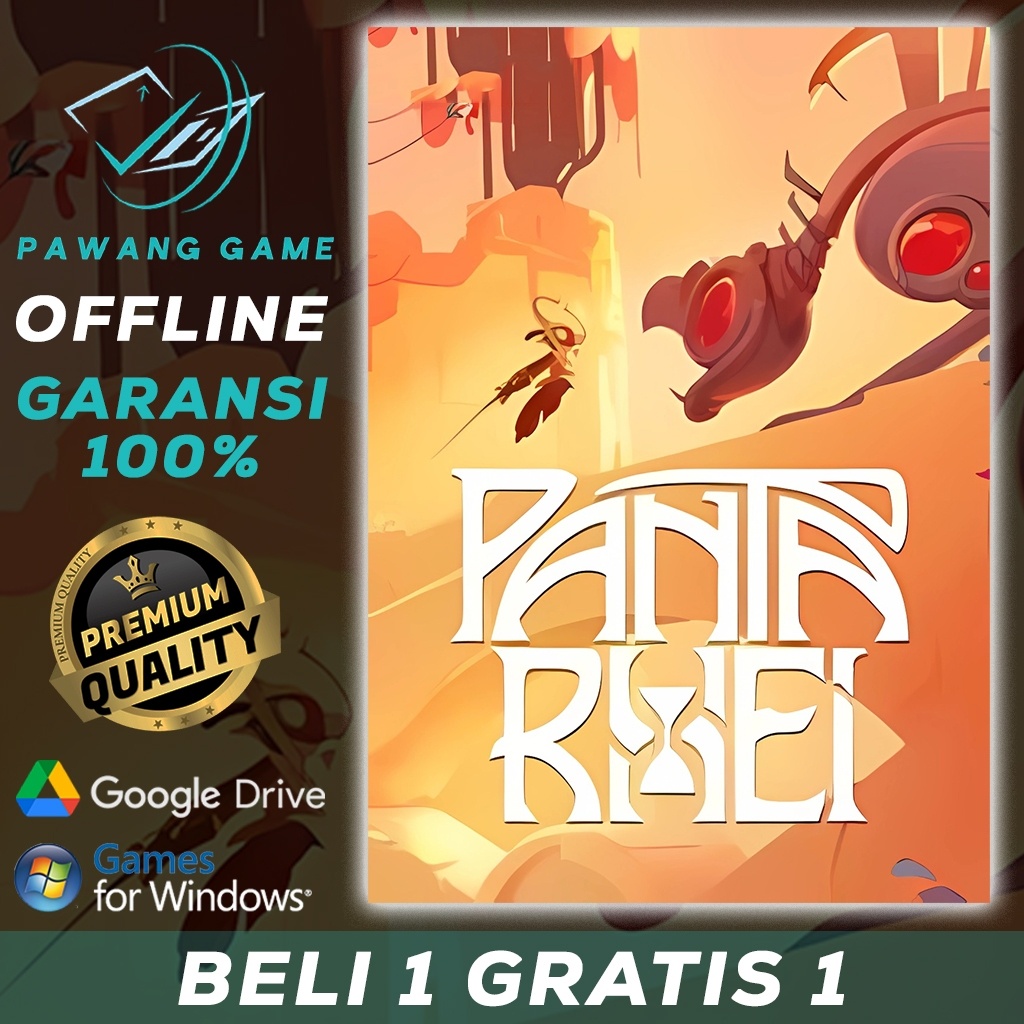 PAWANG GAME
OFFLINE
GARANSI
100%
PREMIUM QUALITY
PREMIUM
QUALITY
Google Drive
Games
for Windows®
PANTA
RHEI
BELI 1 GRATIS 1